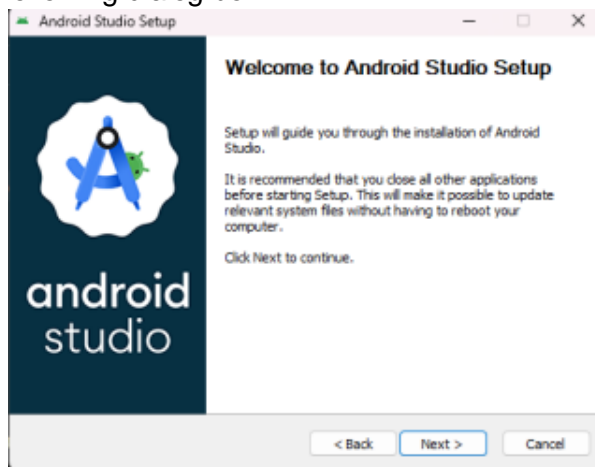 Android Studio Setup
Welcome to Android Studio Setup
Setup will guide you through the installation of Android
Studio.
It is recommended that you close all other applications
before starting Setup. This will make it possible to update
relevant system files without having to reboot your
computer.
Click Next to continue.
android
studio
< Back
Next >
Cancel